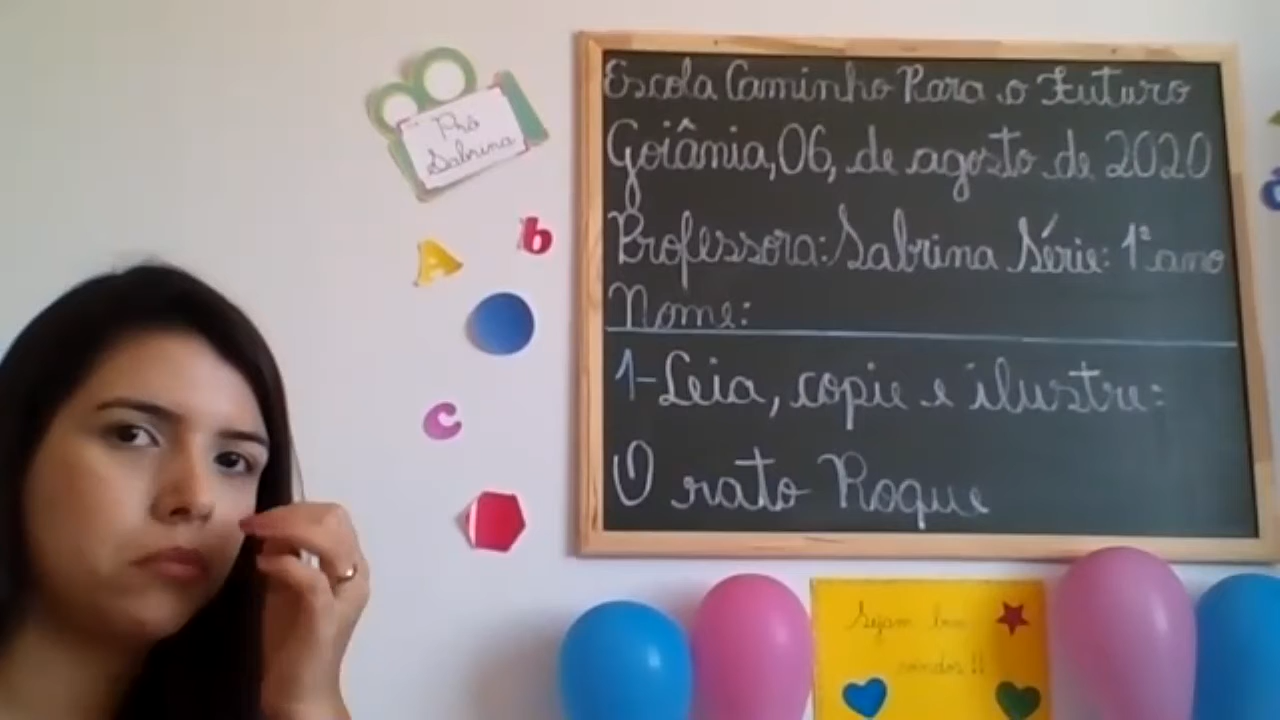 Prô
Sabrina
A
b
c
Escola Caminho Para o Futuro
Goiânia, 06, de agosto de 2020
Professora: Sabrina Série: 1º ano
Nome:
1- Leia, copie e ilustre:
O rato Roque
Sejam bem
vindos!!